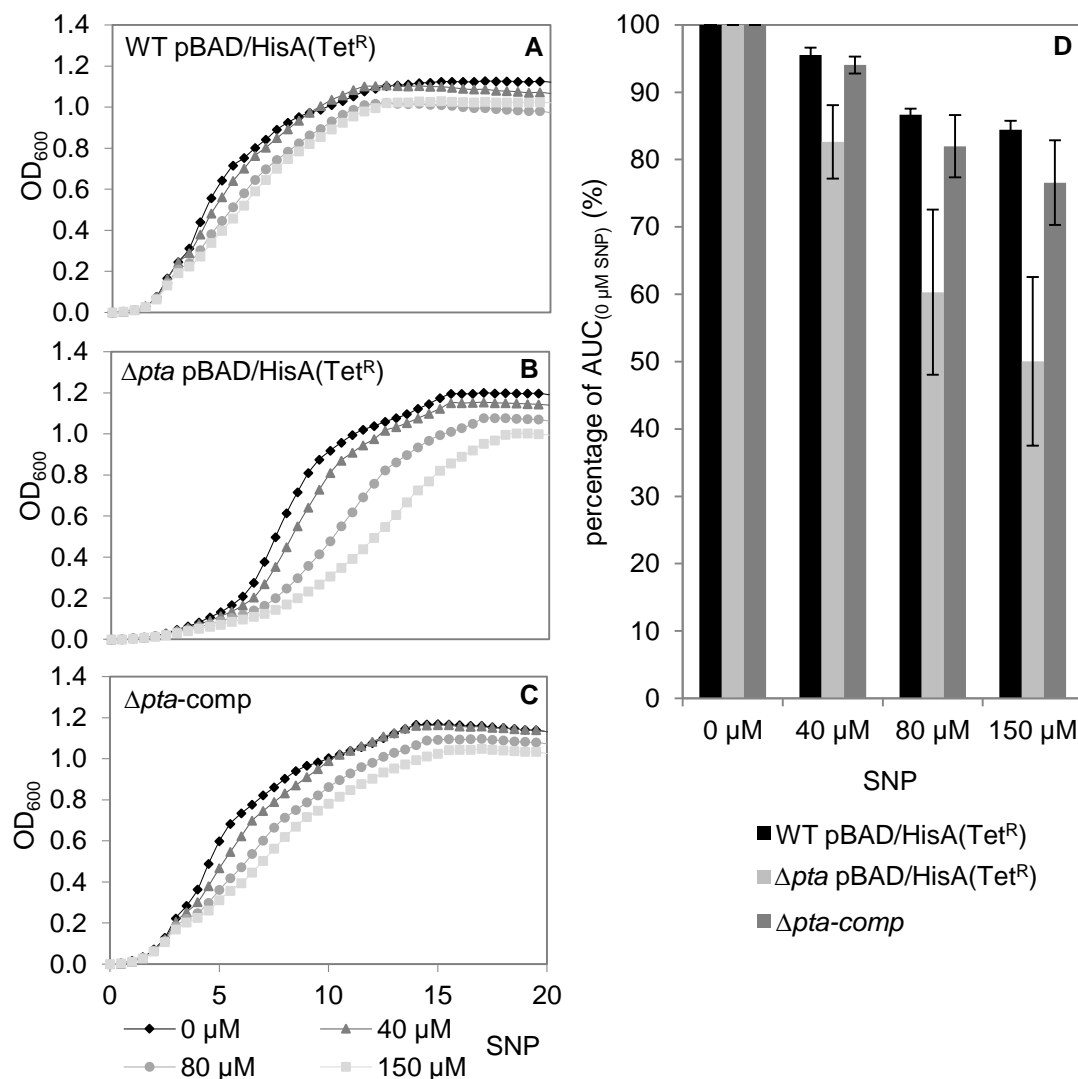 WT pBAD/HisA(Tet^R) A
OD₆₀₀
1.4
1.2
1.0
0.8
0.6
0.4
0.2
0.0
Δpta pBAD/HisA(Tet^R) B
OD₆₀₀
1.4
1.2
1.0
0.8
0.6
0.4
0.2
0.0
Δpta-comp C
OD₆₀₀
1.4
1.2
1.0
0.8
0.6
0.4
0.2
0.0
0 5 10 15 20
0 µM 40 µM
80 µM 150 µM
SNP
D
percentage of AUC₍₀ µM SNP₎ (%)
100
90
80
70
60
50
40
30
20
10
0
0 µM 40 µM 80 µM 150 µM
SNP
WT pBAD/HisA(Tet^R)
Δpta pBAD/HisA(Tet^R)
Δpta-comp